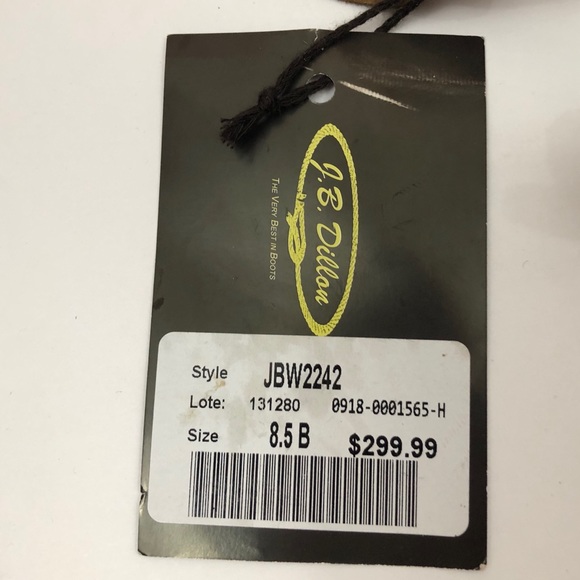 J.B. Dillon
THE VERY BEST IN BOOTS
Style JBW2242
Lote: 131280 0918-0001565-H
Size 8.5 B $299.99